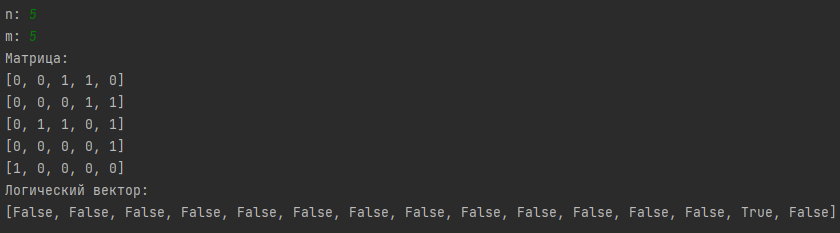 n: 5
m: 5
Матрица:
[0, 0, 1, 1, 0]
[0, 0, 0, 1, 1]
[0, 1, 1, 0, 1]
[0, 0, 0, 0, 1]
[1, 0, 0, 0, 0]
Логический вектор:
[False, False, False, False, False, False, False, False, False, False, False, False, False, True, False]